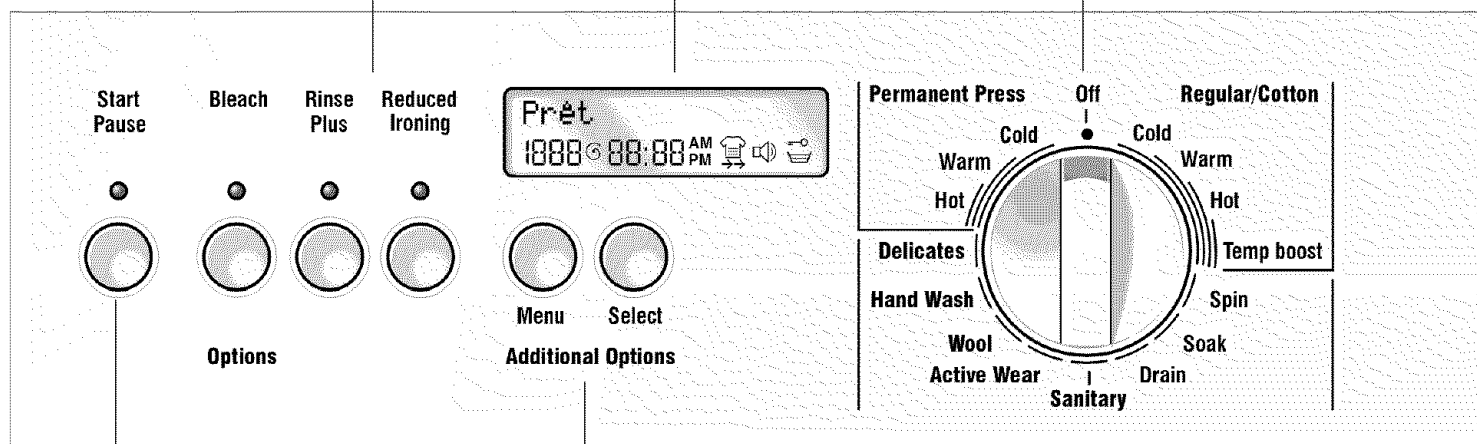 Start
Pause
Bleach
Rinse
Plus
Reduced
Ironing
Prêt
1888 88:88 AM
PM
Menu
Select
Options
Additional Options
Permanent Press
Off
Regular/Cotton
Cold
Cold
Warm
Warm
Hot
Hot
Delicates
Temp boost
Hand Wash
Spin
Wool
Soak
Active Wear
Drain
Sanitary